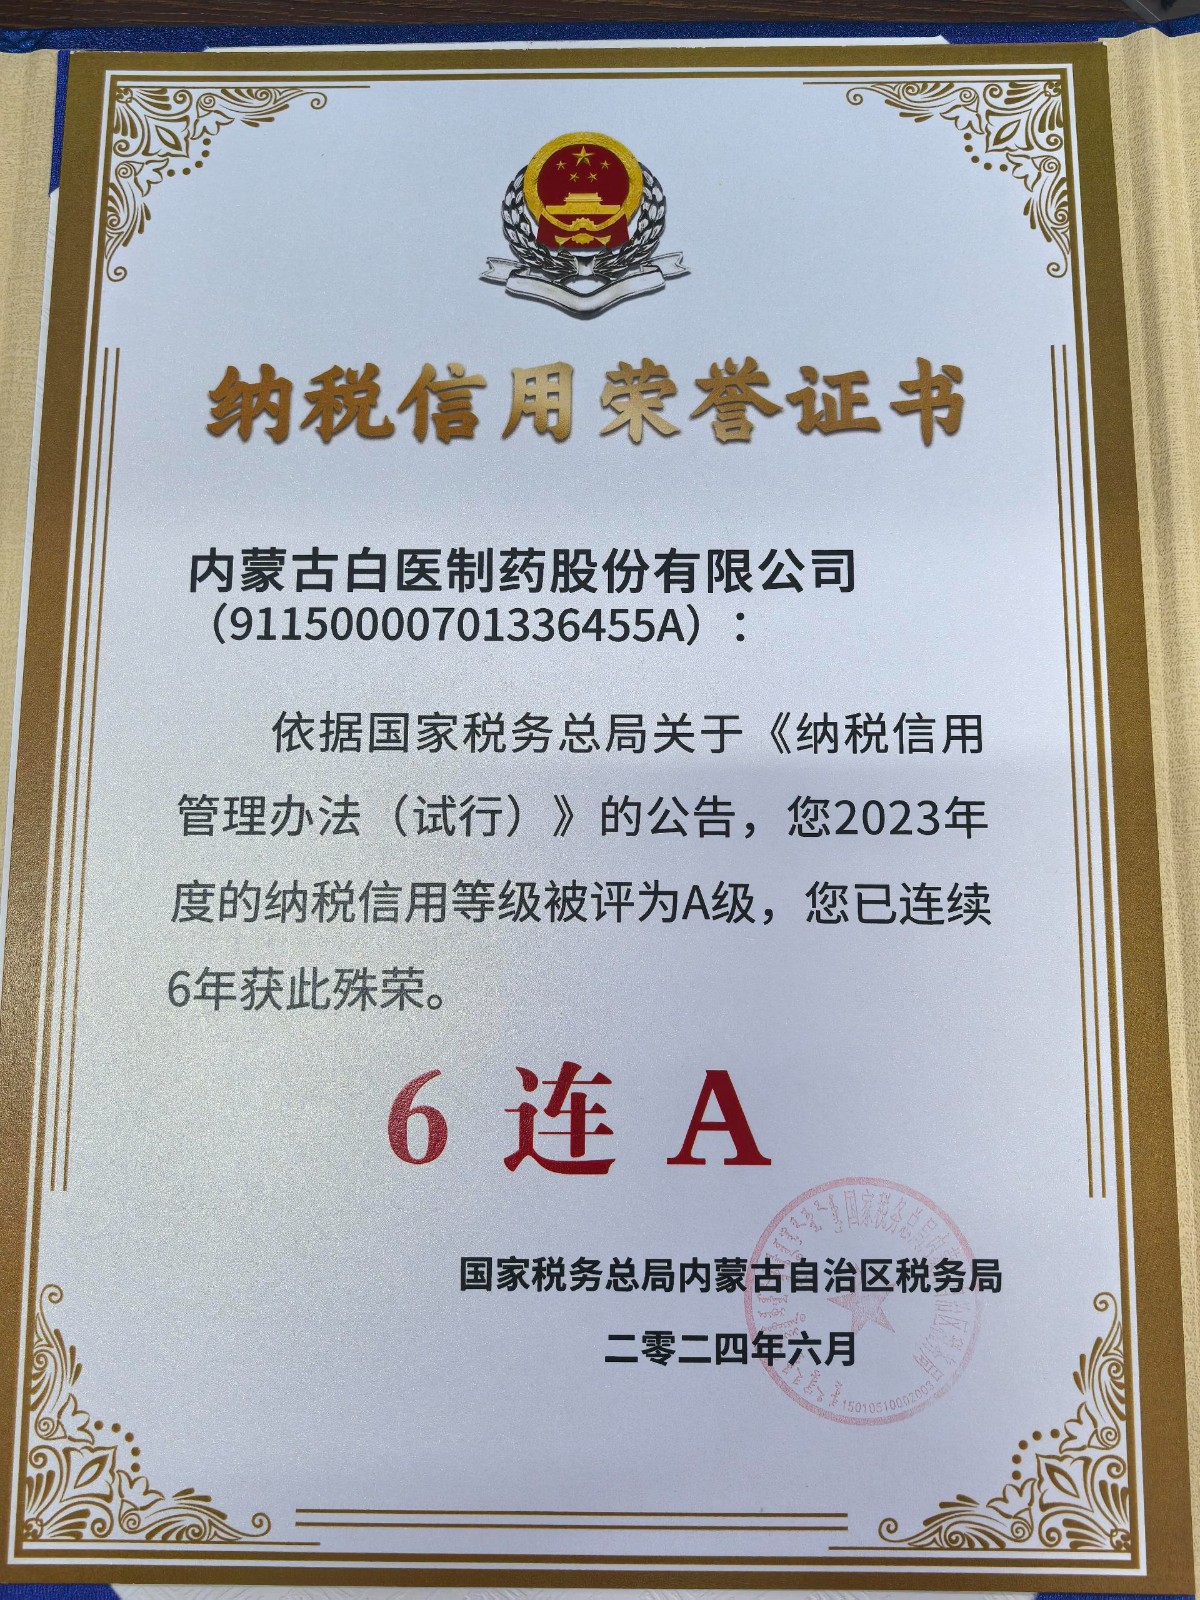 纳税信用荣誉证书
内蒙古白医制药股份有限公司
（91150000701336455A）：
依据国家税务总局关于《纳税信用
管理办法（试行）》的公告，您2023年
度的纳税信用等级被评为A级，您已连续
6年获此殊荣。
6 连 A
国家税务总局内蒙古自治区税务局
二零二四年六月